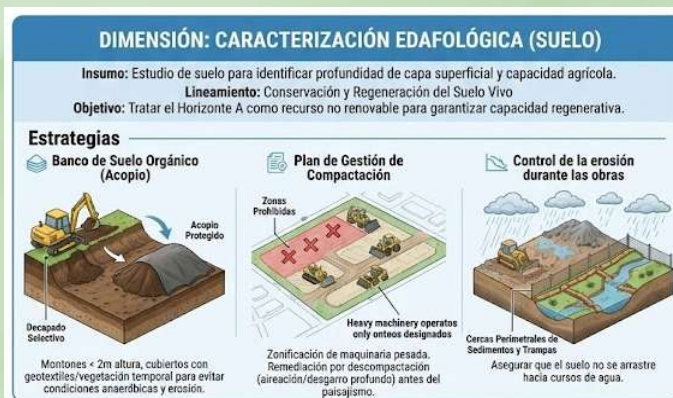 DIMENSIÓN: CARACTERIZACIÓN EDAFOLÓGICA (SUELO)
Insumo: Estudio de suelo para identificar profundidad de capa superficial y capacidad agrícola.
Lineamiento: Conservación y Regeneración del Suelo Vivo
Objetivo: Tratar el Horizonte A como recurso no renovable para garantizar capacidad regenerativa.
Estrategias
Banco de Suelo Orgánico
(Acopio)
Acopio
Protegido
Decapado
Selectivo
Montones < 2m altura, cubiertos con
geotextiles/vegetación temporal para evitar
condiciones anaeróbicas y erosión.
Plan de Gestión de
Compactación
Zonas
Prohibidas
Heavy machinery operatos
only onteos designados
Zonificación de maquinaria pesada.
Remediación por descompactación
(aireación/desgarro profundo) antes del
paisajismo.
Control de la erosión
durante las obras
Cercas Perimetrales de
Sedimentos y Trampas
Asegurar que el suelo no se arrastre
hacia cursos de agua.